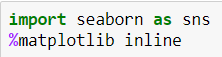 import seaborn as sns
%matplotlib inline